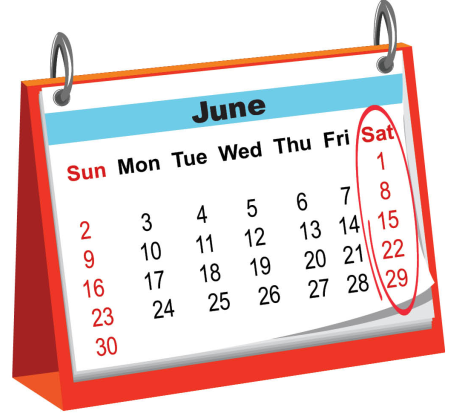 June
Sun Mon Tue Wed Thu Fri Sat
1
2 3 4 5 6 7 8
9 10 11 12 13 14 15
16 17 18 19 20 21 22
23 24 25 26 27 28 29
30